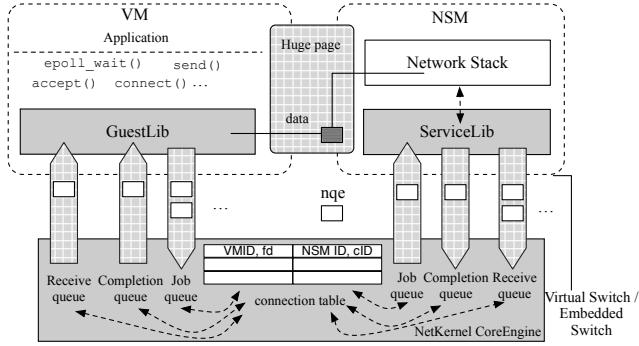 VM
NSM
Application
Huge page
epoll_wait() send()
accept() connect() ...
Network Stack
data
GuestLib
ServiceLib
nqe
...
...
VMID, fd
NSM ID, cID
Receive
queue
Completion
queue
Job
queue
connection table
Job
queue
Completion
queue
Receive
queue
NetKernel CoreEngine
Virtual Switch /
Embedded
Switch